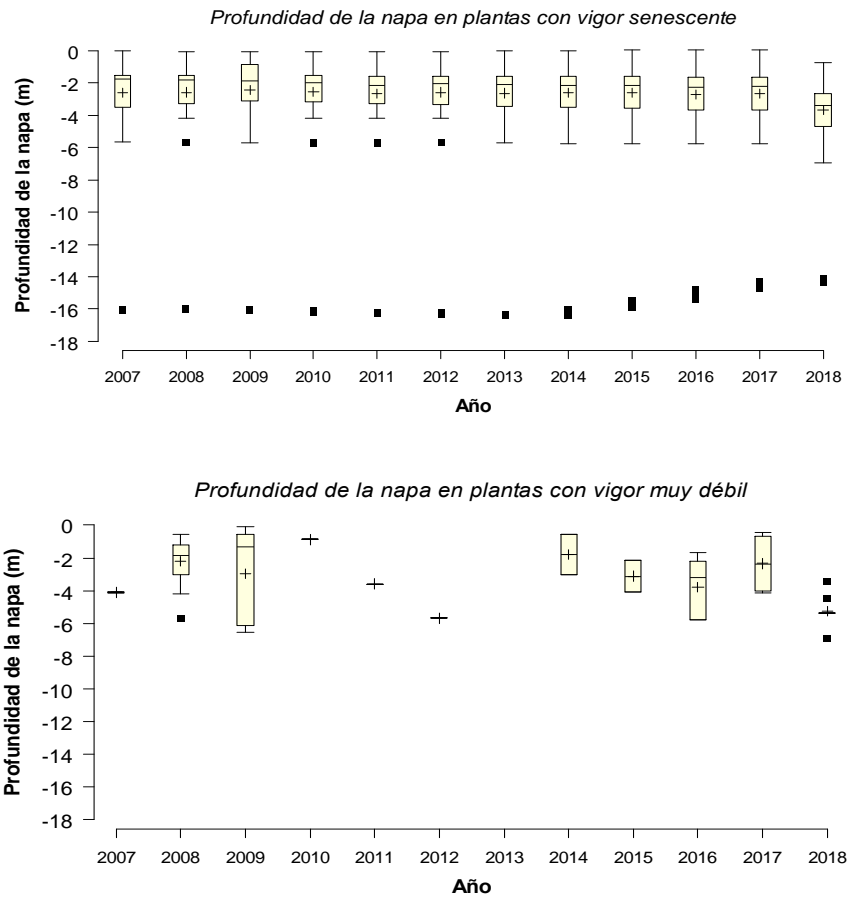 Profundidad de la napa en plantas con vigor senescente
Profundidad de la napa (m)
0
-2
-4
-6
-8
-10
-12
-14
-16
-18
2007 2008 2009 2010 2011 2012 2013 2014 2015 2016 2017 2018
Año
Profundidad de la napa en plantas con vigor muy débil
Profundidad de la napa (m)
0
-2
-4
-6
-8
-10
-12
-14
-16
-18
2007 2008 2009 2010 2011 2012 2013 2014 2015 2016 2017 2018
Año